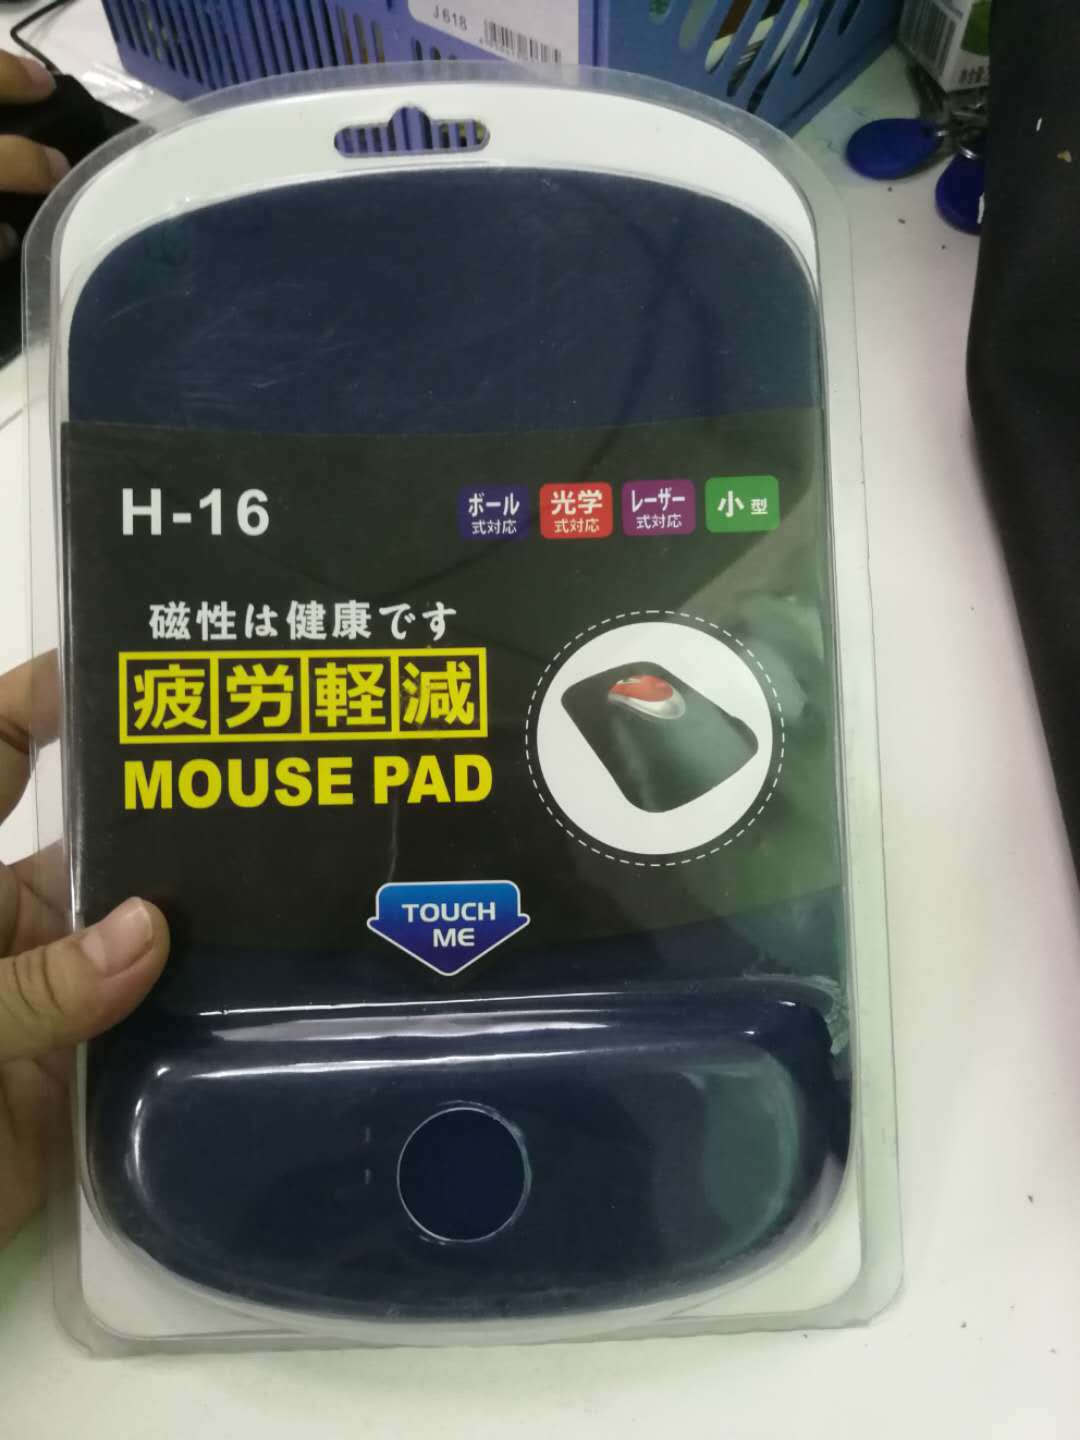 J618
H-16
ボール
式対応
光学
式対応
レーザー
式対応
小型
磁性は健康です
疲労軽減
MOUSE PAD
TOUCH
ME